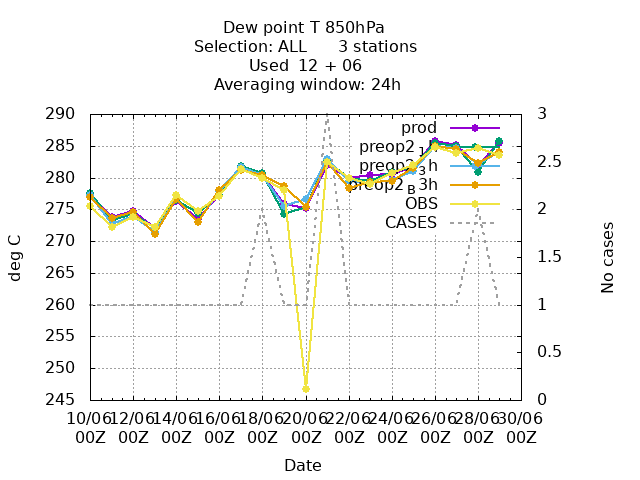 Dew point T 850hPa
Selection: ALL 3 stations
Used 12 + 06
Averaging window: 24h
290
285
280
275
270
265
260
255
250
245
3
2.5
2
1.5
1
0.5
0
prod
preop2_3h
preop2_B3h
OBS
CASES
deg C
No cases
10/06 12/06 14/06 16/06 18/06 20/06 22/06 24/06 26/06 28/06 30/06
00Z 00Z 00Z 00Z 00Z 00Z 00Z 00Z 00Z 00Z 00Z
Date